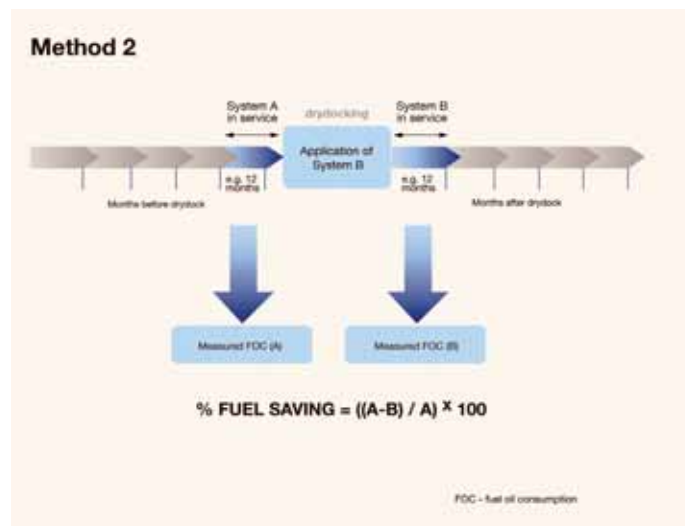 Method 2
System A
in service
drydocking
System B
in service
Application of
System B
e.g. 12
months
e.g. 12
months
Months before drydock
Months after drydock
Measured FOC (A)
Measured FOC (B)
% FUEL SAVING = ((A-B) / A) x 100
FOC - fuel oil consumption